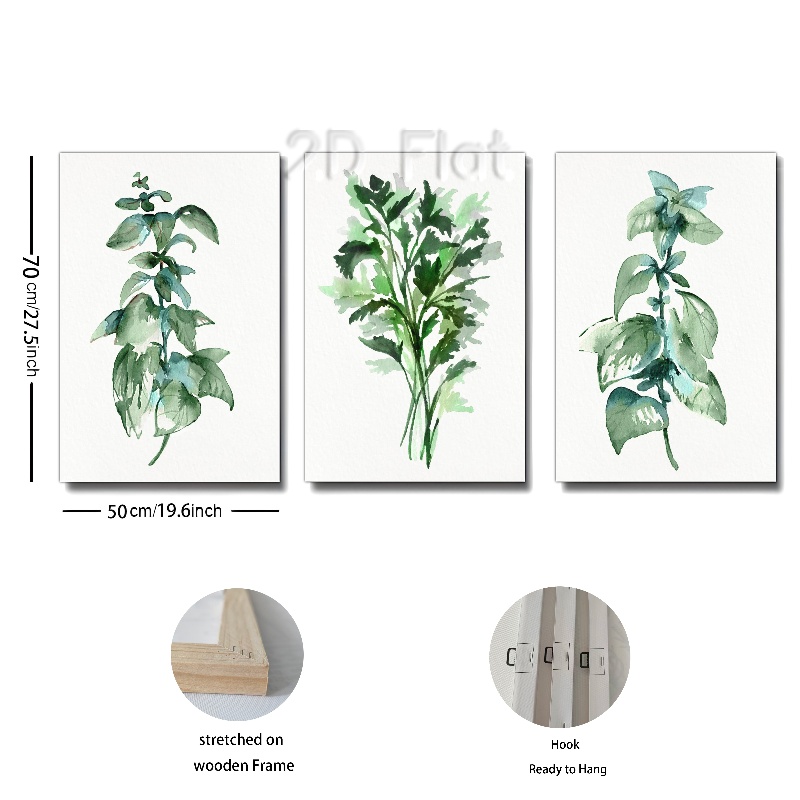 2D Flat
70 cm/27.5inch
50cm/19.6inch
stretched on
wooden Frame
Hook
Ready to Hang